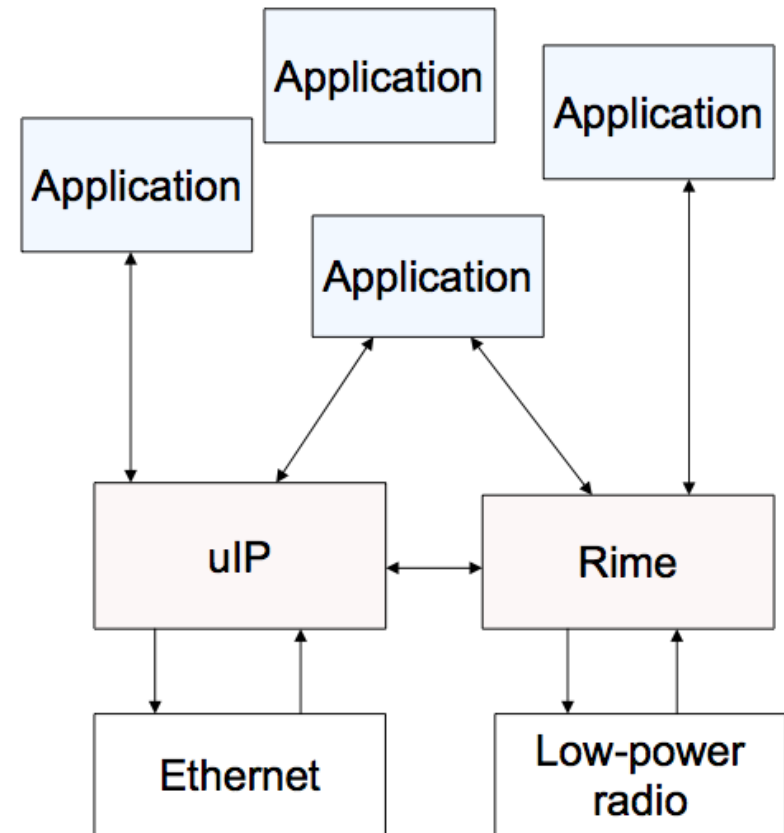 Application
Application
Application
Application
uIP
Rime
Ethernet
Low-power
radio